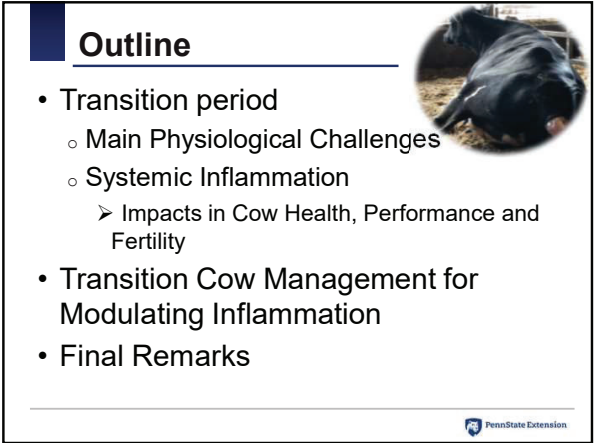 Outline
• Transition period
o Main Physiological Challenges
o Systemic Inflammation
➢ Impacts in Cow Health, Performance and
Fertility
• Transition Cow Management for
Modulating Inflammation
• Final Remarks
PennState Extension